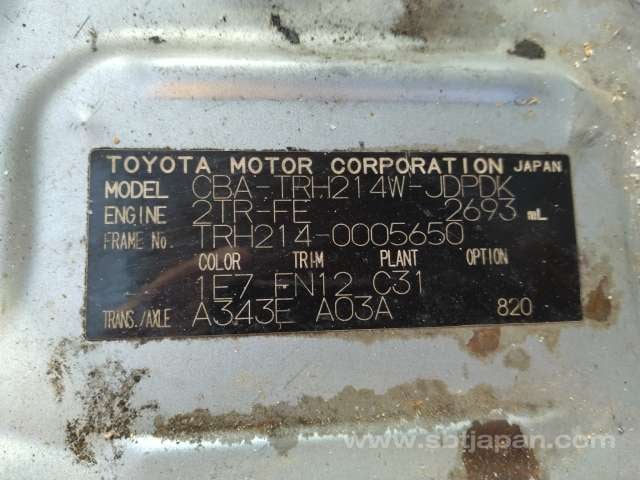 TOYOTA MOTOR CORPORATION JAPAN
MODEL CBA-TRH214W-JDPDK
ENGINE 2TR-FE 2693 mL
FRAME No. TRH214-0005650
COLOR TRIM PLANT OPTION
1E7 FN12 C31
TRANS./AXLE A343E A03A 820
www.sbtjapan.com